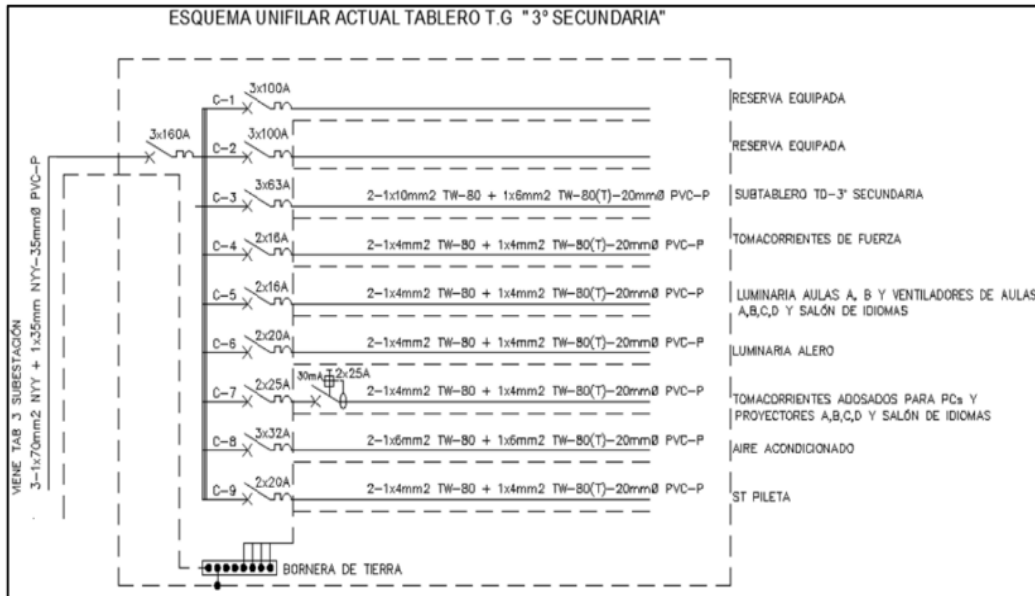 ESQUEMA UNIFILAR ACTUAL TABLERO T.G "3º SECUNDARIA"
VIENE TAB 3 SUBESTACIÓN
3-1x70mm2 NYY + 1x35mm NYY-35mmØ PVC-P
3x160A
C-1 3x100A RESERVA EQUIPADA
C-2 3x100A RESERVA EQUIPADA
C-3 3x63A 2-1x10mm2 TW-80 + 1x6mm2 TW-80(T)-20mmØ PVC-P SUBTABLERO TD-3° SECUNDARIA
C-4 2x16A 2-1x4mm2 TW-80 + 1x4mm2 TW-80(T)-20mmØ PVC-P TOMACORRIENTES DE FUERZA
C-5 2x16A 2-1x4mm2 TW-80 + 1x4mm2 TW-80(T)-20mmØ PVC-P LUMINARIA AULAS A, B Y VENTILADORES DE AULAS
A,B,C,D Y SALÓN DE IDIOMAS
C-6 2x20A 2-1x4mm2 TW-80 + 1x4mm2 TW-80(T)-20mmØ PVC-P LUMINARIA ALERO
C-7 2x25A 30mA 2x25A 2-1x4mm2 TW-80 + 1x4mm2 TW-80(T)-20mmØ PVC-P TOMACORRIENTES ADOSADOS PARA PCs Y
PROYECTORES A,B,C,D Y SALÓN DE IDIOMAS
C-8 3x32A 2-1x6mm2 TW-80 + 1x6mm2 TW-80(T)-20mmØ PVC-P AIRE ACONDICIONADO
C-9 2x20A 2-1x4mm2 TW-80 + 1x4mm2 TW-80(T)-20mmØ PVC-P ST PILETA
BORNERA DE TIERRA